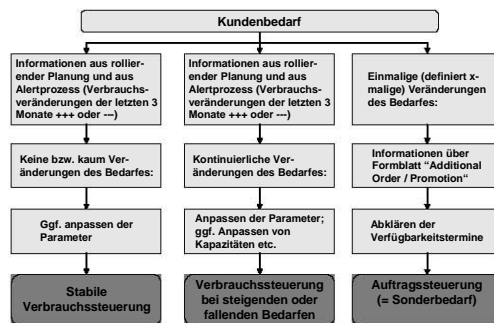 Kundenbedarf
Informationen aus rollier-
ender Planung und aus
Alertprozess (Verbrauchs-
veränderungen der letzten 3
Monate +++ oder ---)
Keine bzw. kaum Ver-
änderungen des Bedarfes:
Ggf. anpassen der
Parameter
Stabile
Verbrauchssteuerung
Informationen aus rollier-
ender Planung und aus
Alertprozess (Verbrauchs-
veränderungen der letzten 3
Monate +++ oder ---)
Kontinuierliche Ver-
änderungen des Bedarfes:
Anpassen der Parameter;
ggf. Anpassen von
Kapazitäten etc.
Verbrauchssteuerung
bei steigenden oder
fallenden Bedarfen
Einmalige (definiert x-
malige) Veränderungen
des Bedarfes:
Informationen über
Formblatt "Additional
Order / Promotion“
Abklären der
Verfügbarkeitstermine
Auftragssteuerung
(= Sonderbedarf)